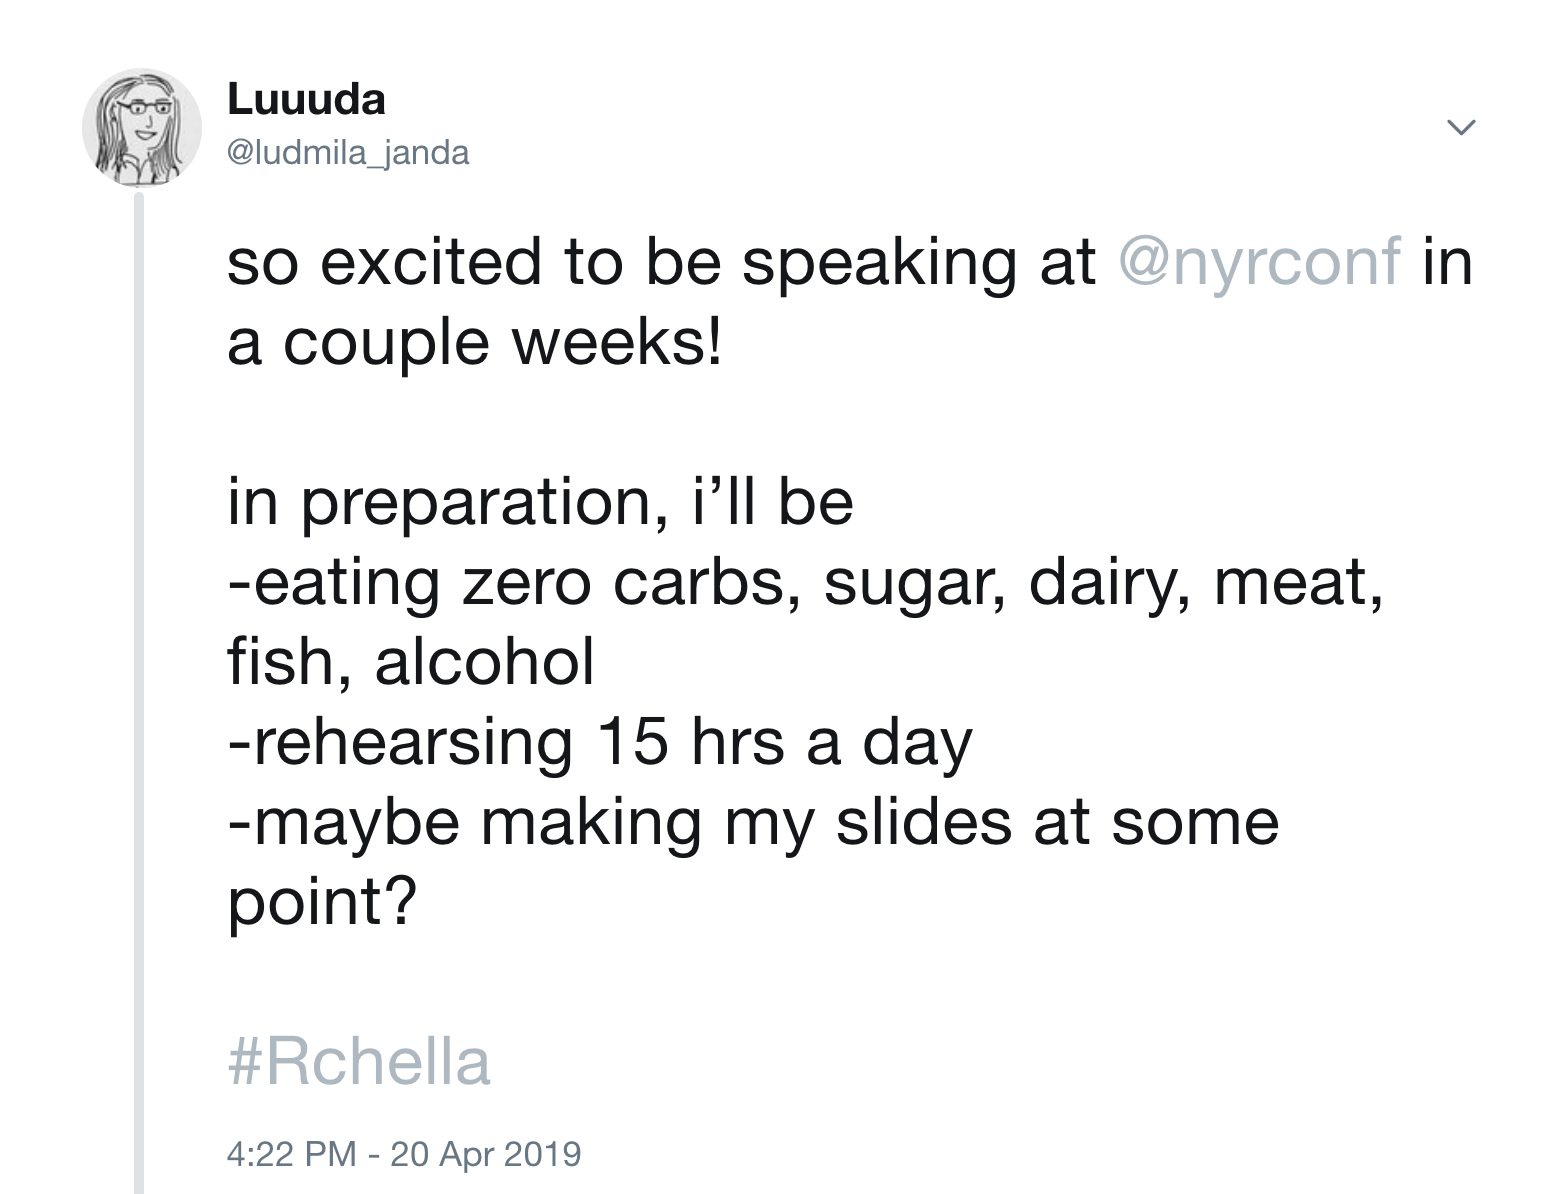 Luuuda
@ludmila_janda
so excited to be speaking at @nyrconf in
a couple weeks!
in preparation, i’ll be
-eating zero carbs, sugar, dairy, meat,
fish, alcohol
-rehearsing 15 hrs a day
-maybe making my slides at some
point?
#Rchella
4:22 PM - 20 Apr 2019